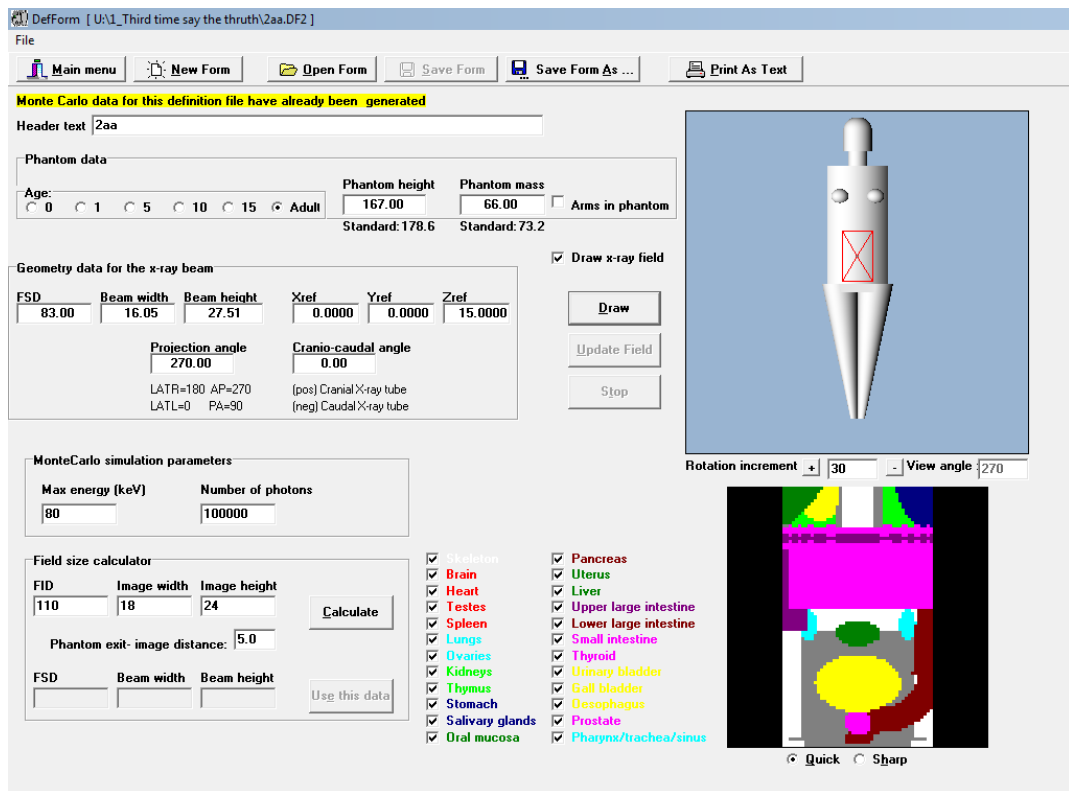 DefForm [ U:\1_Third time say the thruth\2aa.DF2 ]
File
Main menu New Form Open Form Save Form Save Form As ... Print As Text
Monte Carlo data for this definition file have already been generated
Header text 2aa
Phantom data
Age:
0 1 5 10 15 Adult
Phantom height Phantom mass
167.00 66.00 Arms in phantom
Standard: 178.6 Standard: 73.2
Draw x-ray field
Geometry data for the x-ray beam
FSD Beam width Beam height Xref Yref Zref
83.00 16.05 27.51 0.0000 0.0000 15.0000
Draw
Projection angle Cranio-caudal angle
270.00 0.00
Update Field
LATR=180 AP=270 (pos) Cranial X-ray tube
LATL=0 PA=90 (neg) Caudal X-ray tube
Stop
Rotation increment + 30 - View angle : 270
MonteCarlo simulation parameters
Max energy (keV) Number of photons
80 100000
Field size calculator
FID Image width Image height
110 18 24
Calculate
Phantom exit- image distance: 5.0
FSD Beam width Beam height
Use this data
Skeleton Pancreas
Brain Uterus
Heart Liver
Testes Upper large intestine
Spleen Lower large intestine
Lungs Small intestine
Ovaries Thyroid
Kidneys Urinary bladder
Thymus Gall bladder
Stomach Oesophagus
Salivary glands Prostate
Oral mucosa Pharynx/trachea/sinus
Quick Sharp